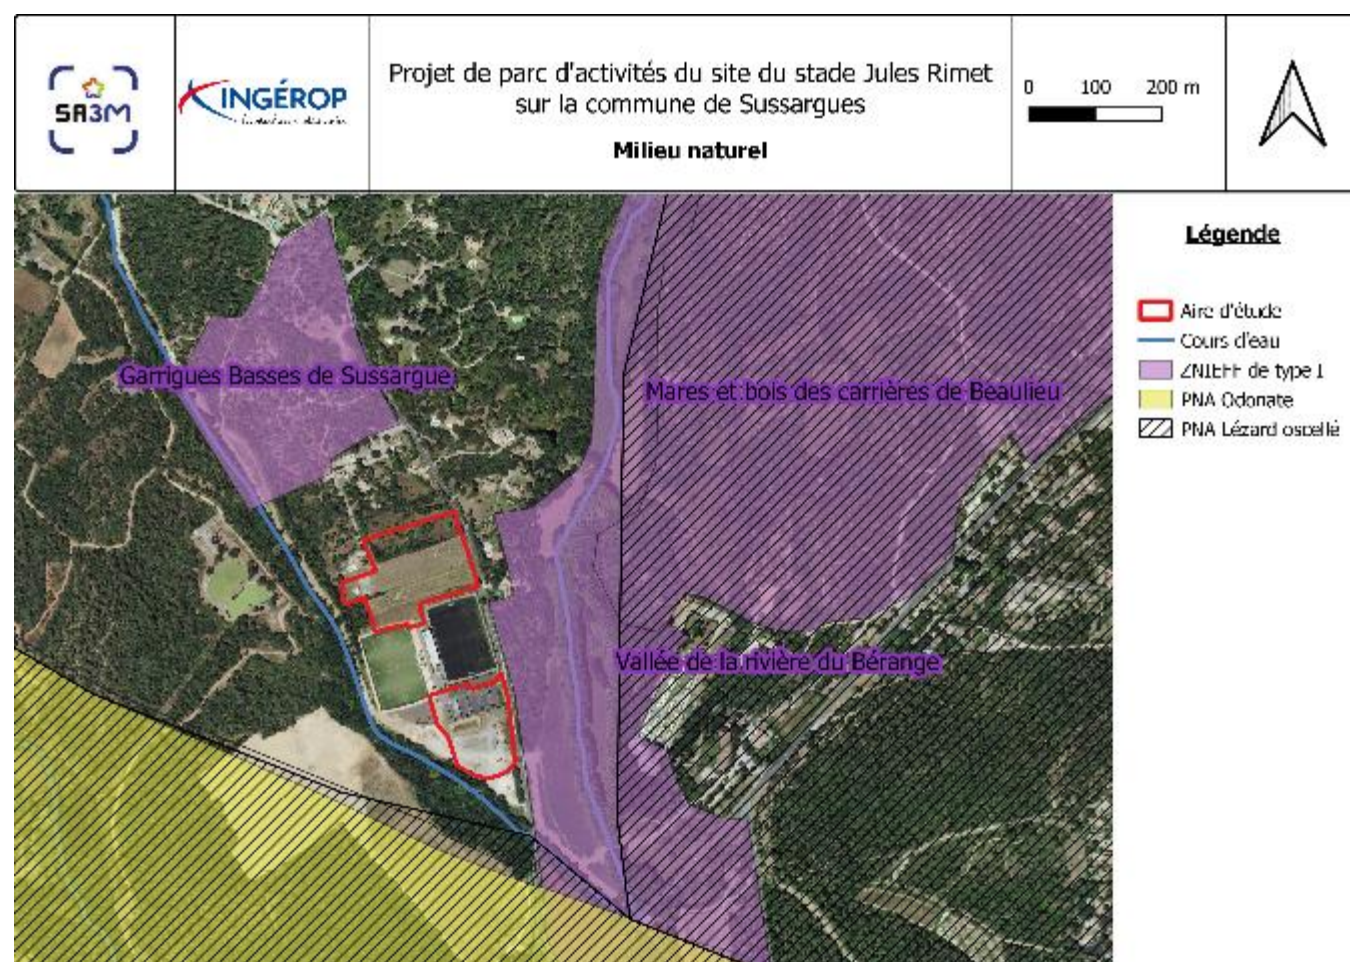 SA3M
INGÉROP
Projet de parc d'activités du site du stade Jules Rimet
sur la commune de Sussargues
Milieu naturel
0 100 200 m
Légende
Aire d'étude
Cours d'eau
ZNIEFF de type I
PNA Odonate
PNA Lézard oscellé
Garrigues Basses de Sussargue
Mares et bois des carrières de Beaulieu
Vallée de la rivière du Bérange